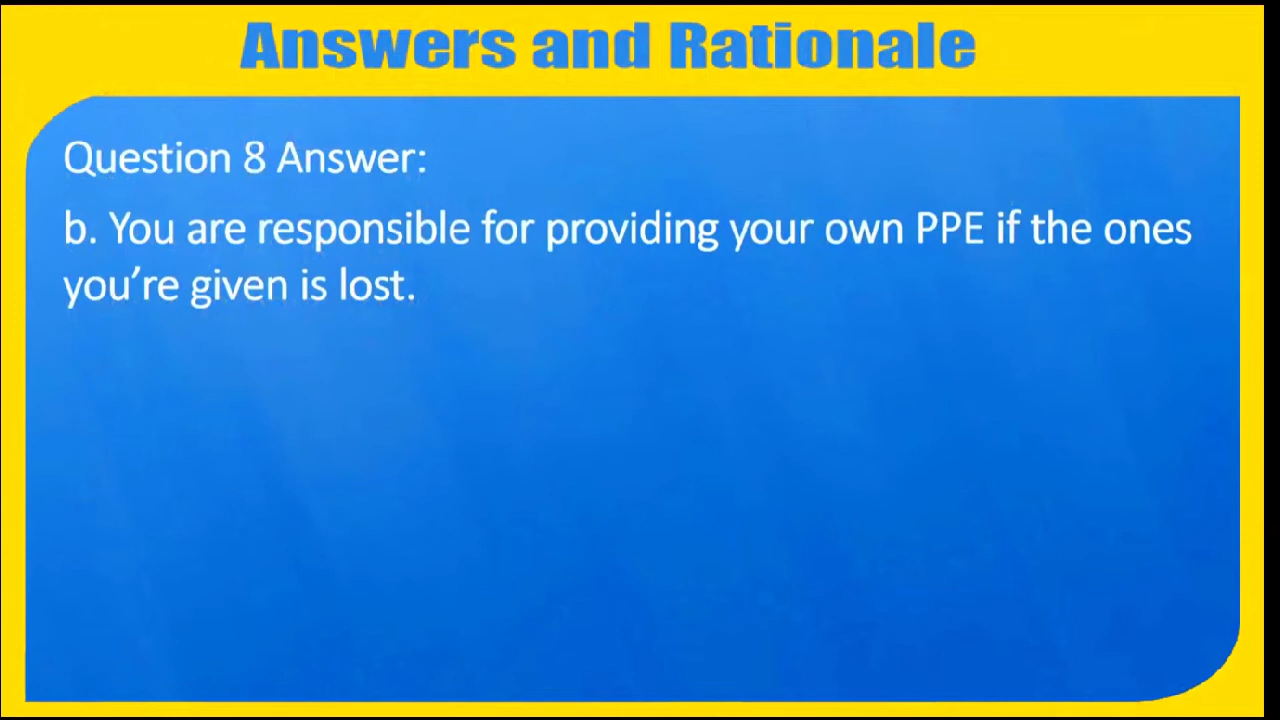 Answers and Rationale
Question 8 Answer:
b. You are responsible for providing your own PPE if the ones
you’re given is lost.